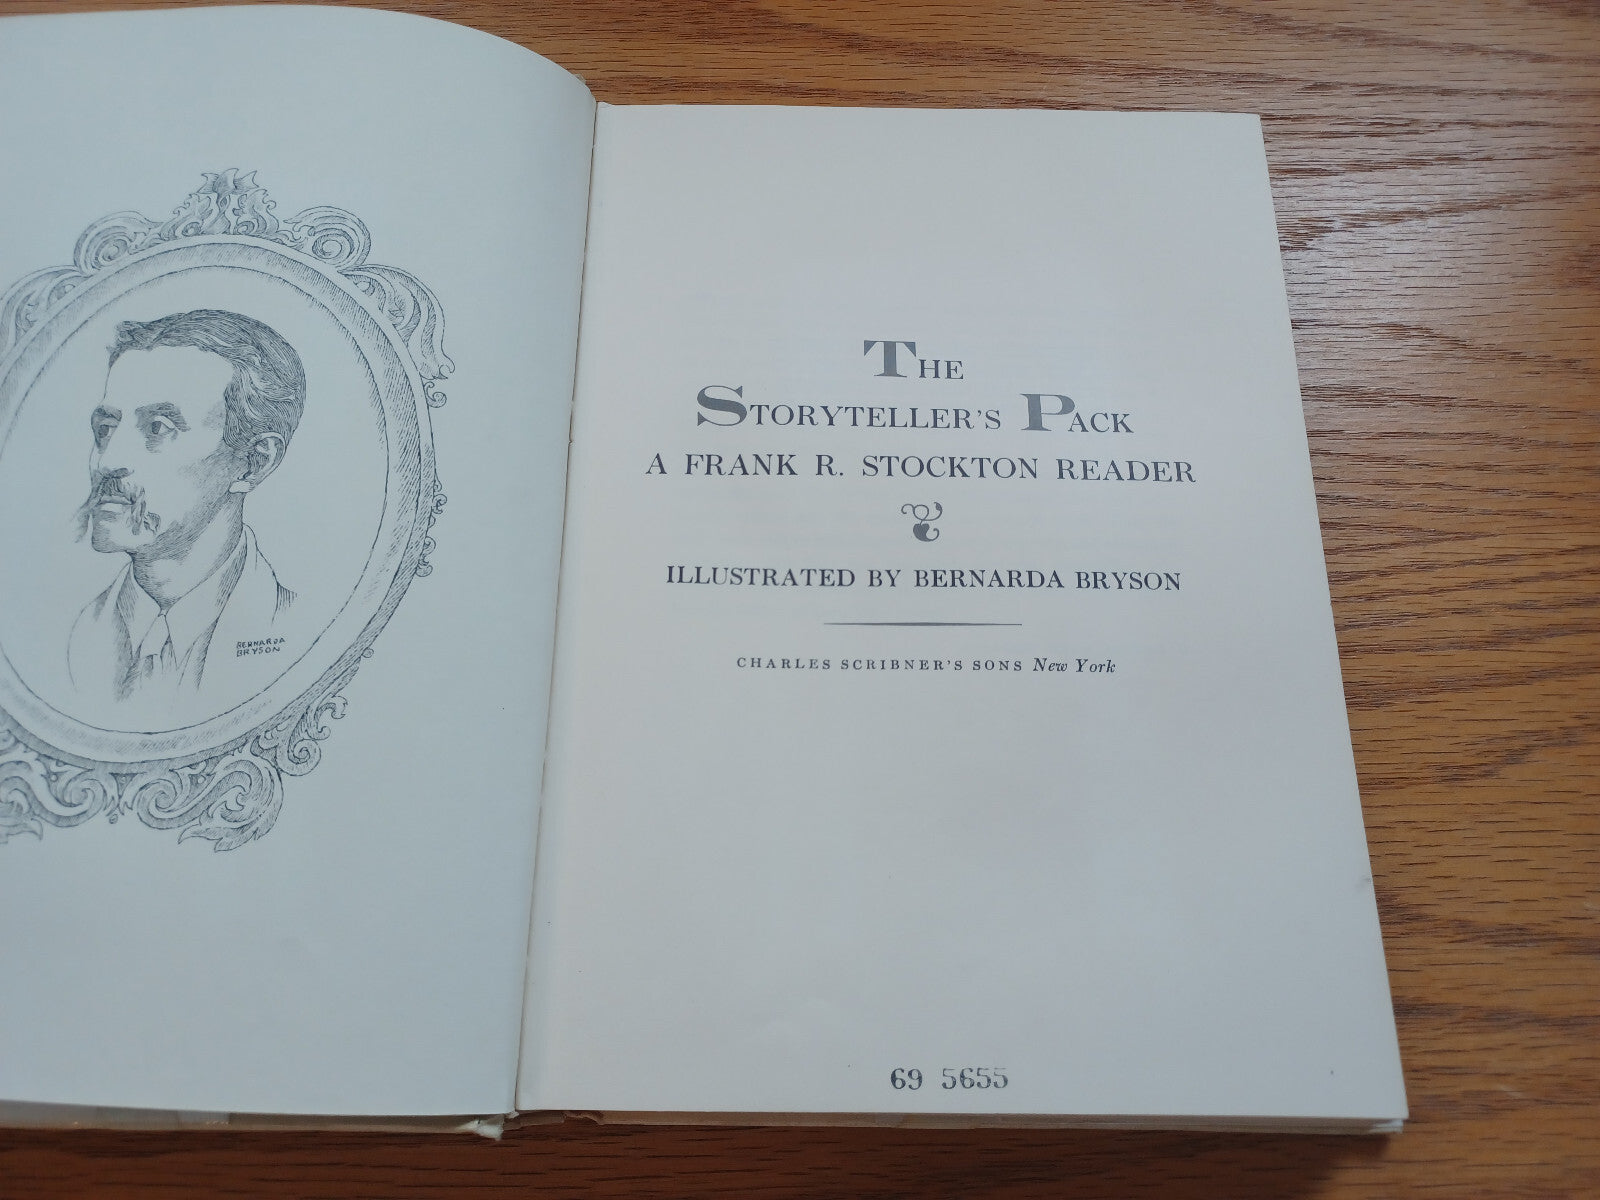 BERNARDA
BRYSON
THE
STORYTELLER'S PACK
A FRANK R. STOCKTON READER
ILLUSTRATED BY BERNARDA BRYSON
CHARLES SCRIBNER'S SONS New York
69 5655